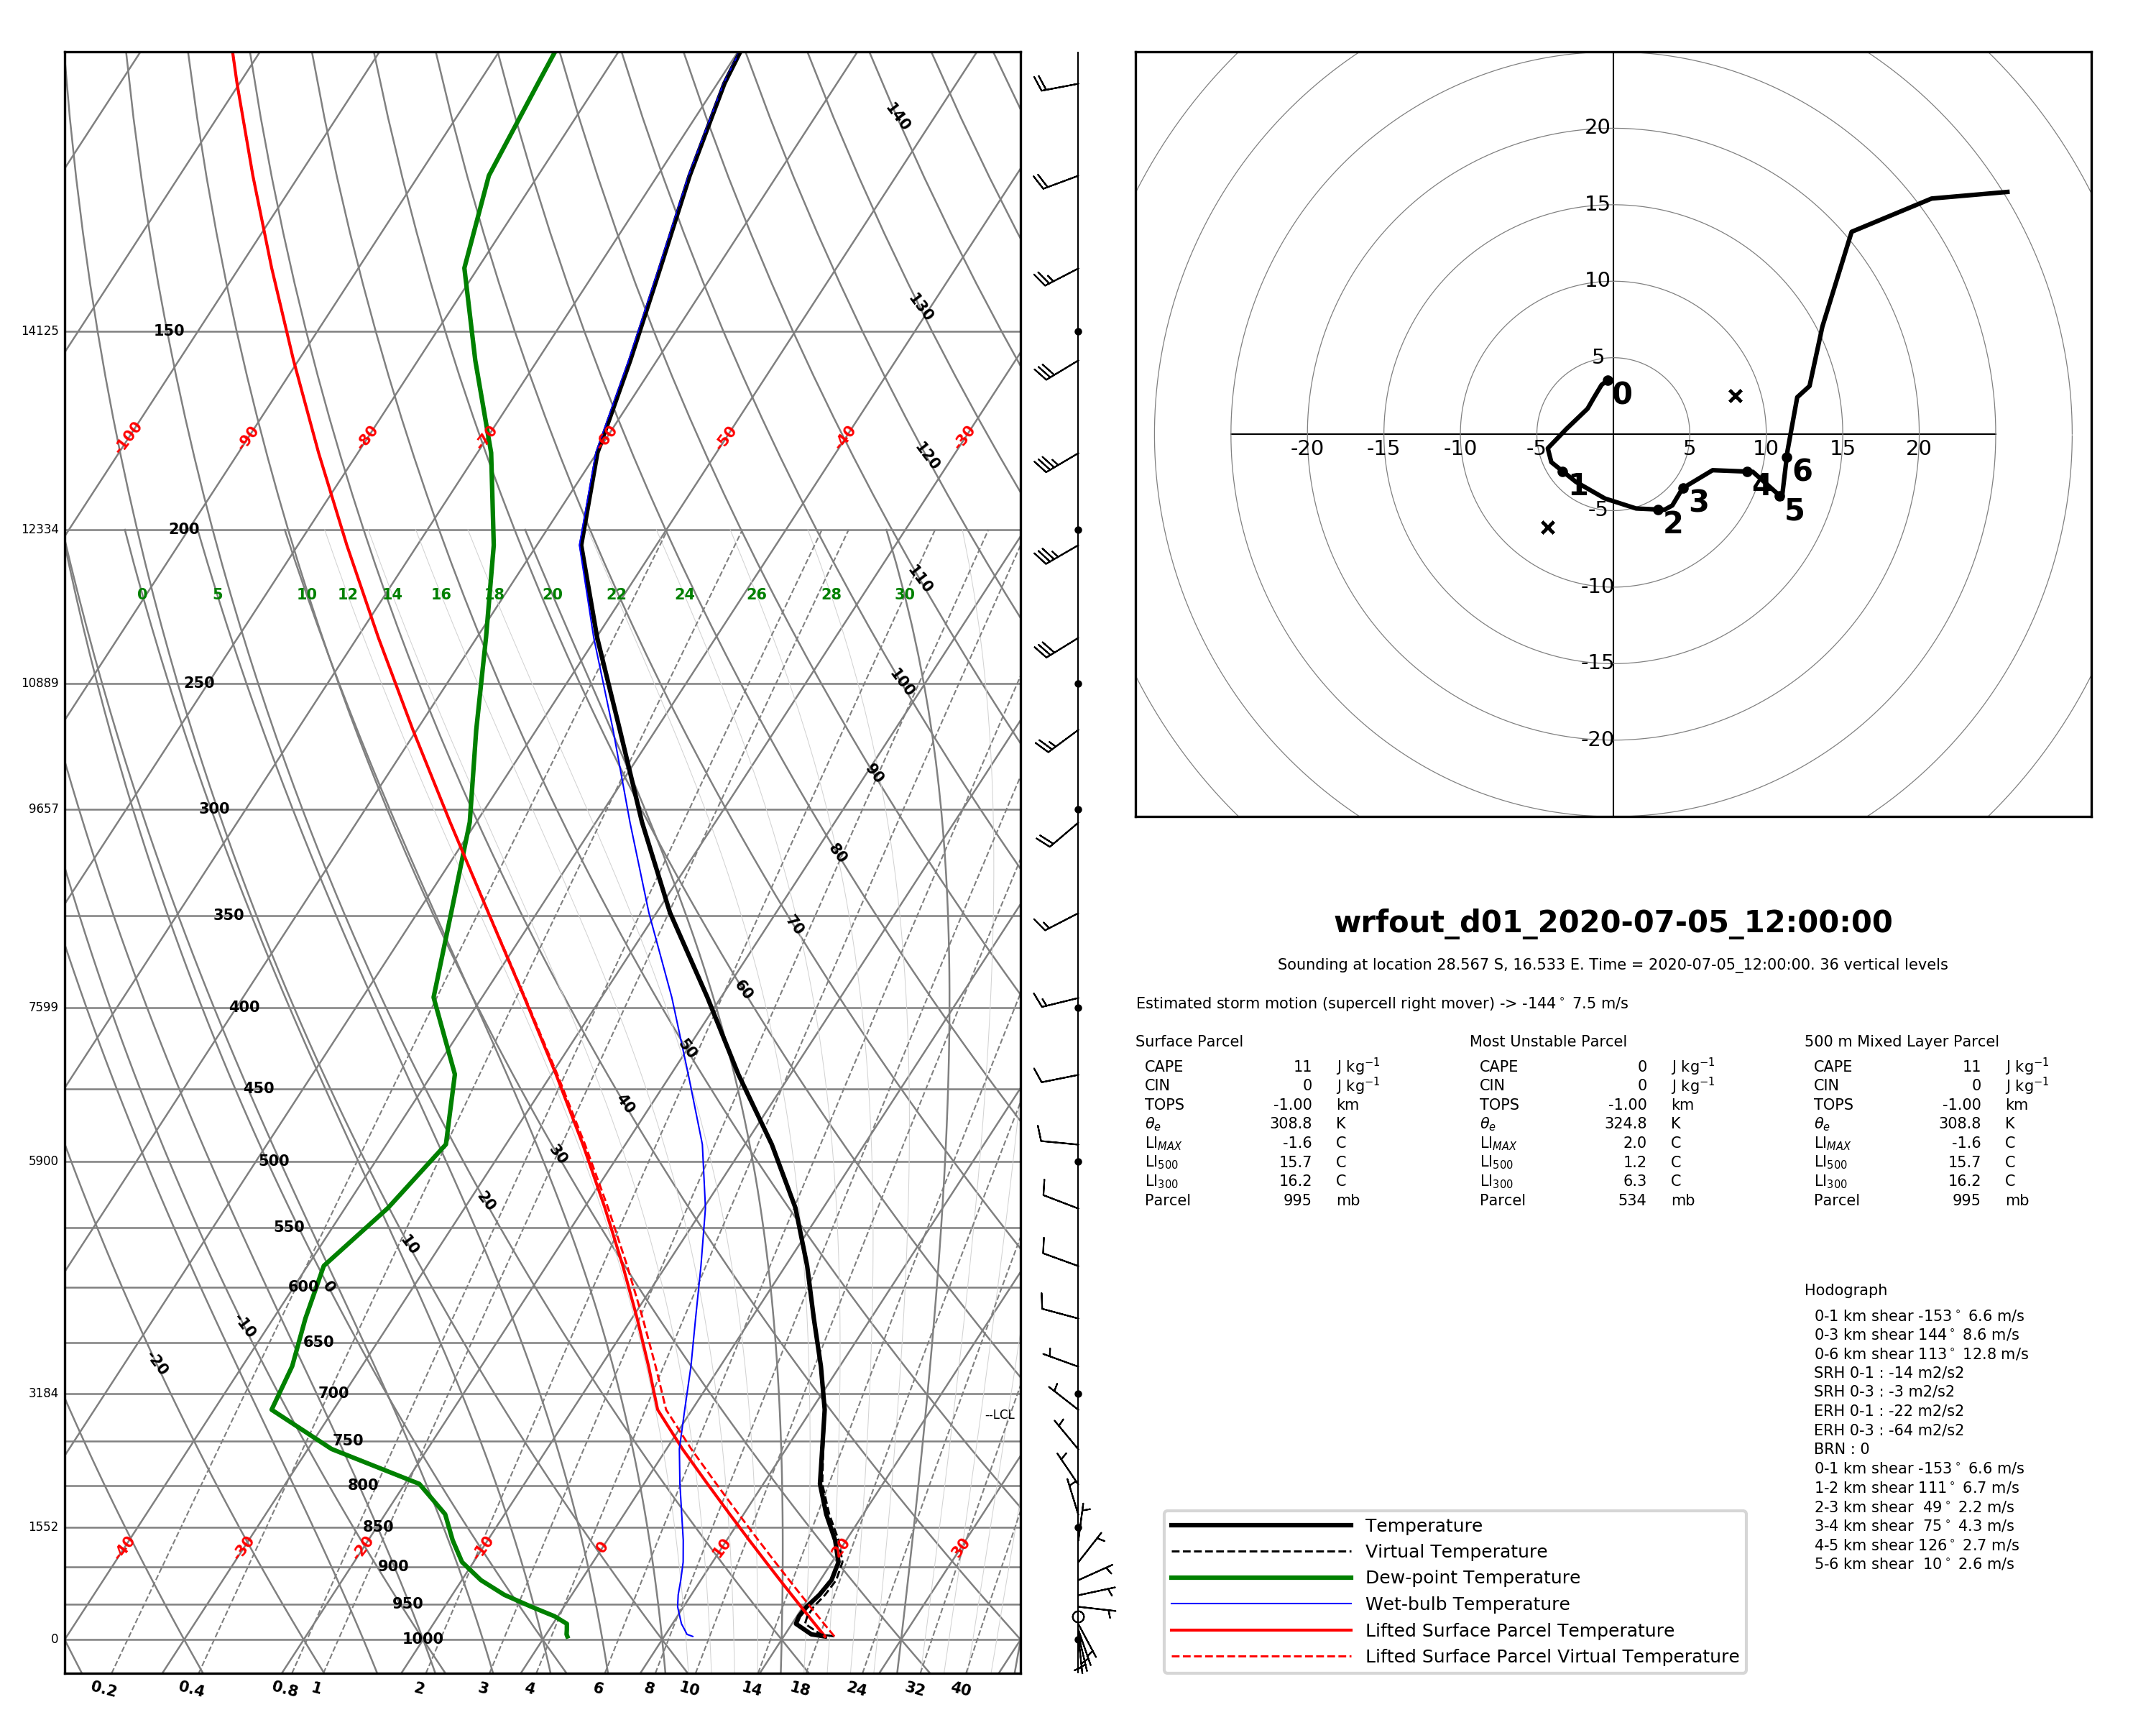 140
130
14125 150
-100 -90 -80 -70 -60 -50 -40 -30
120
12334 200
110
0 5 10 12 14 16 18 20 22 24 26 28 30
10889 250
100
90
9657 300
80
350
70
7599 400
60
50
450
40
5900 500
30
20
550
10
600 0
-10
650
-20
3184 700
--LCL
750
800
1552 850
-40 -30 -20 -10 0 10 20 30
900
950
0 1000
0.2 0.4 0.8 1 2 3 4 6 8 10 14 18 24 32 40
20
15
10
5
0
-20 -15 -10 -5 5 10 15 20
1 2 3 4 5 6
-5
-10
-15
-20
wrfout_d01_2020-07-05_12:00:00
Sounding at location 28.567 S, 16.533 E. Time = 2020-07-05_12:00:00. 36 vertical levels
Estimated storm motion (supercell right mover) -> -144° 7.5 m/s
Surface Parcel
CAPE 11 J kg⁻¹
CIN 0 J kg⁻¹
TOPS -1.00 km
θe 308.8 K
LI_MAX -1.6 C
LI500 15.7 C
LI300 16.2 C
Parcel 995 mb
Most Unstable Parcel
CAPE 0 J kg⁻¹
CIN 0 J kg⁻¹
TOPS -1.00 km
θe 324.8 K
LI_MAX 2.0 C
LI500 1.2 C
LI300 6.3 C
Parcel 534 mb
500 m Mixed Layer Parcel
CAPE 11 J kg⁻¹
CIN 0 J kg⁻¹
TOPS -1.00 km
θe 308.8 K
LI_MAX -1.6 C
LI500 15.7 C
LI300 16.2 C
Parcel 995 mb
Hodograph
0-1 km shear -153° 6.6 m/s
0-3 km shear 144° 8.6 m/s
0-6 km shear 113° 12.8 m/s
SRH 0-1 : -14 m2/s2
SRH 0-3 : -3 m2/s2
ERH 0-1 : -22 m2/s2
ERH 0-3 : -64 m2/s2
BRN : 0
0-1 km shear -153° 6.6 m/s
1-2 km shear 111° 6.7 m/s
2-3 km shear 49° 2.2 m/s
3-4 km shear 75° 4.3 m/s
4-5 km shear 126° 2.7 m/s
5-6 km shear 10° 2.6 m/s
Temperature
Virtual Temperature
Dew-point Temperature
Wet-bulb Temperature
Lifted Surface Parcel Temperature
Lifted Surface Parcel Virtual Temperature